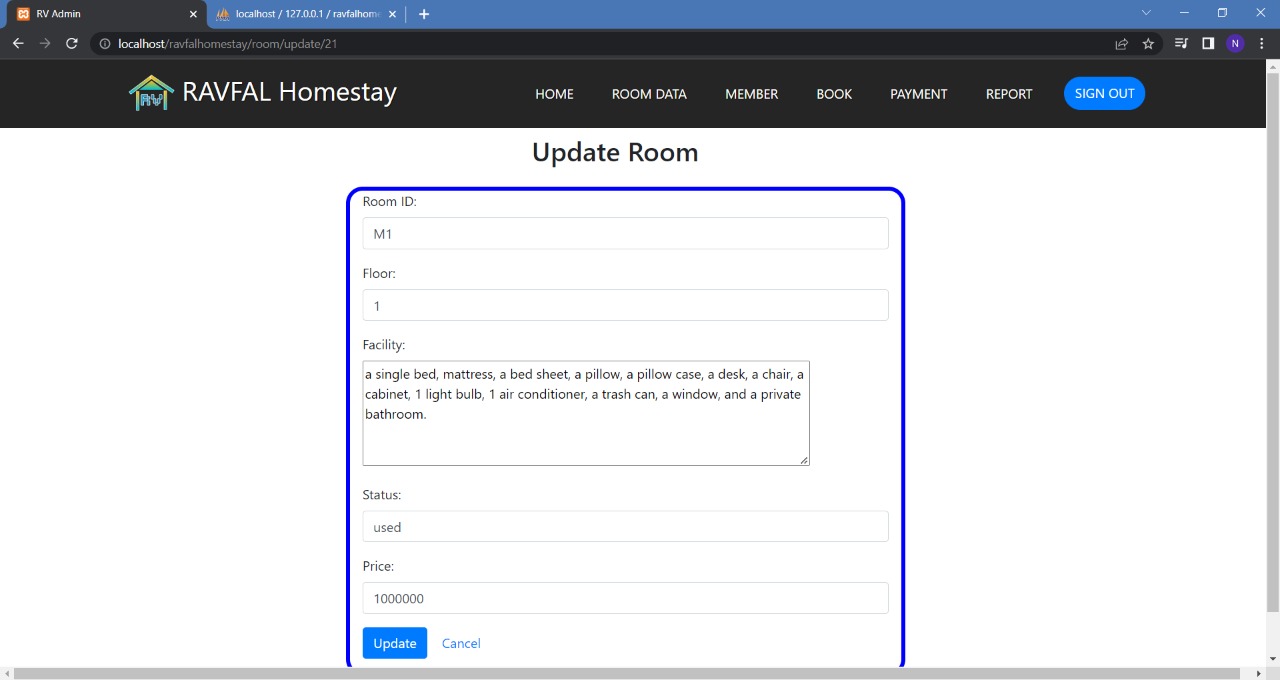 RV Admin
localhost / 127.0.0.1 / ravfalhome
localhost/ravfalhomestay/room/update/21
N
RV
RAVFAL Homestay
HOME
ROOM DATA
MEMBER
BOOK
PAYMENT
REPORT
SIGN OUT
Update Room
Room ID:
M1
Floor:
1
Facility:
a single bed, mattress, a bed sheet, a pillow, a pillow case, a desk, a chair, a
cabinet, 1 light bulb, 1 air conditioner, a trash can, a window, and a private
bathroom.
Status:
used
Price:
1000000
Update
Cancel